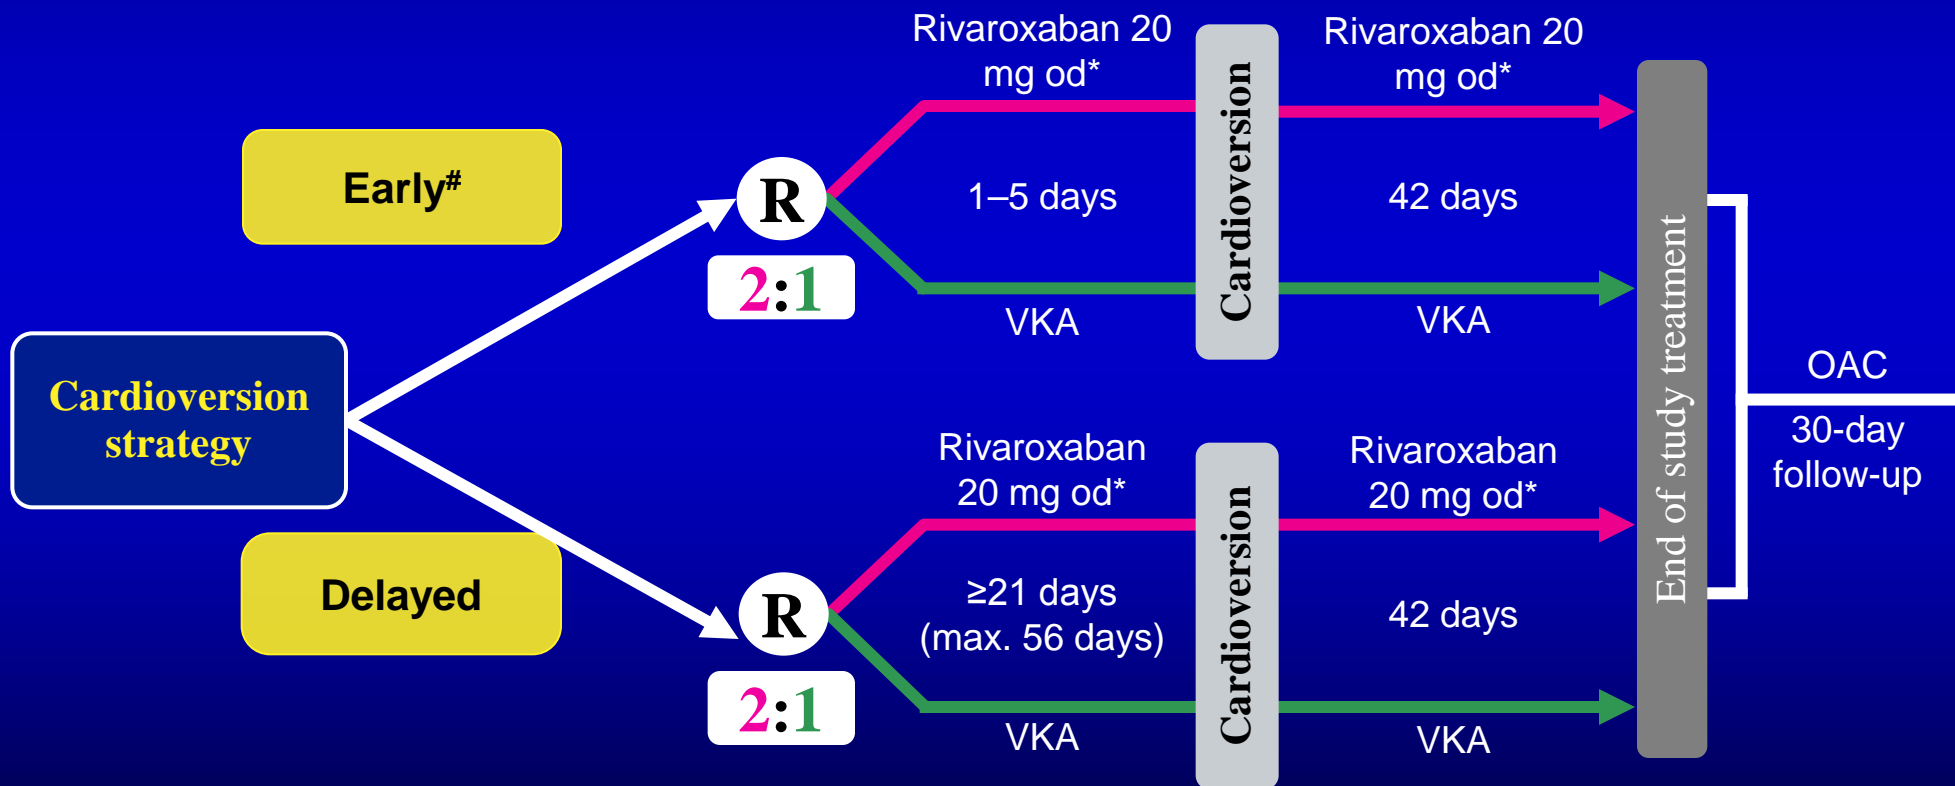 Rivaroxaban 20
mg od*
Rivaroxaban 20
mg od*
Early#
R
2:1
1–5 days
Cardioversion
42 days
VKA
VKA
Cardioversion
strategy
End of study treatment
OAC
30-day
follow-up
Rivaroxaban
20 mg od*
Rivaroxaban
20 mg od*
Delayed
R
2:1
≥21 days
(max. 56 days)
Cardioversion
42 days
VKA
VKA